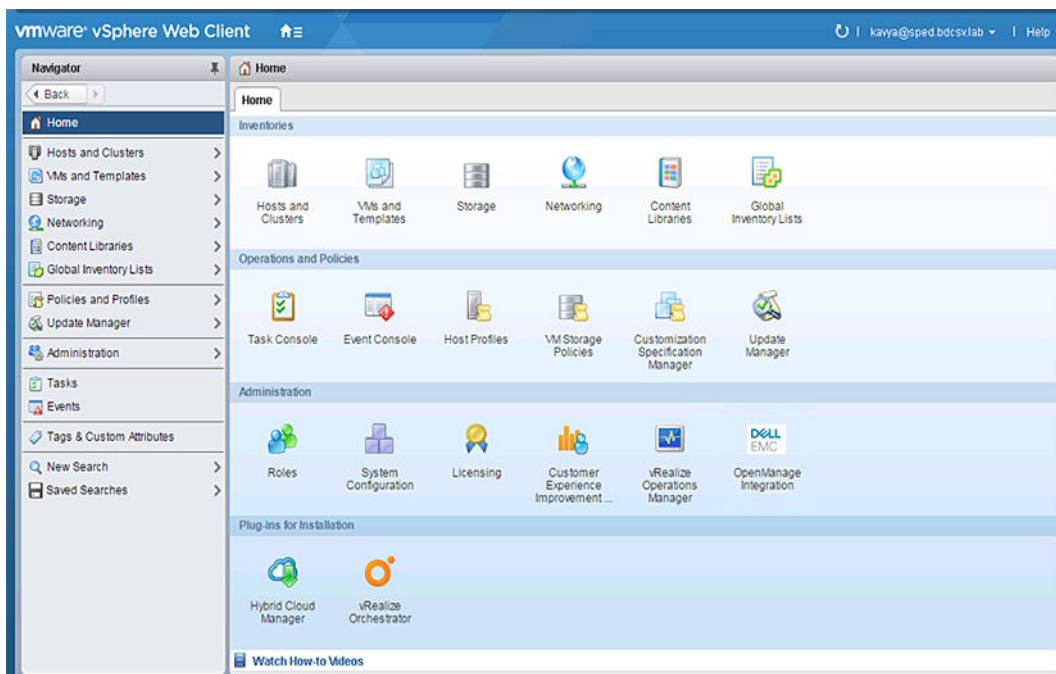 vmware® vSphere Web Client
kavya@sped.bdcsv.lab
Help
Navigator
Back
Home
Hosts and Clusters
VMs and Templates
Storage
Networking
Content Libraries
Global Inventory Lists
Policies and Profiles
Update Manager
Administration
Tasks
Events
Tags & Custom Attributes
New Search
Saved Searches
Home
Home
Inventories
Hosts and
Clusters
VMs and
Templates
Storage
Networking
Content
Libraries
Global
Inventory Lists
Operations and Policies
Task Console
Event Console
Host Profiles
VM Storage
Policies
Customization
Specification
Manager
Update
Manager
Administration
Roles
System
Configuration
Licensing
Customer
Experience
Improvement ...
vRealize
Operations
Manager
DELL
EMC
OpenManage
Integration
Plug-ins for Installation
Hybrid Cloud
Manager
vRealize
Orchestrator
Watch How-to Videos